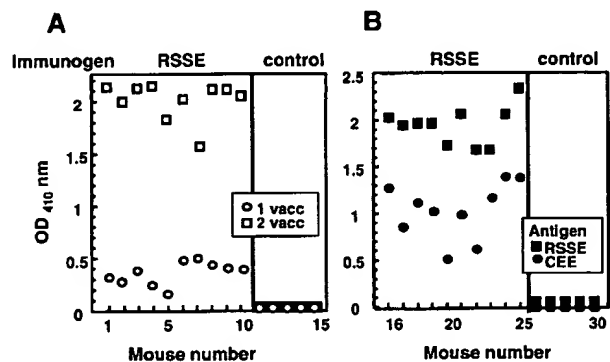 A
Immunogen RSSE control
2
1.5
1
0.5
0
OD 410 nm
1 vacc
2 vacc
1 5 10 15
Mouse number
B
RSSE control
2.5
2
1.5
1
0.5
0
Antigen
RSSE
CEE
16 20 25 30
Mouse number